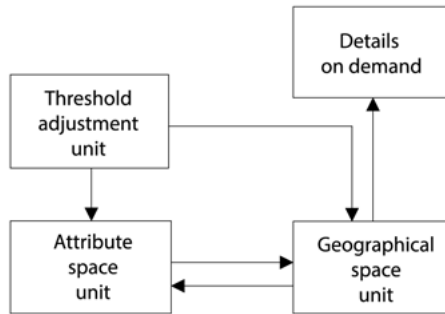 Details
on demand
Threshold
adjustment
unit
Attribute
space
unit
Geographical
space
unit